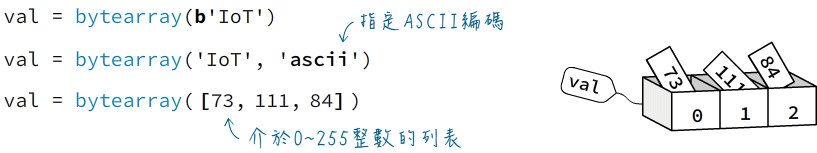 val = bytearray(b'IoT')
指定ASCII編碼
val = bytearray('IoT', 'ascii')
val = bytearray([73, 111, 84])
介於0~255整數的列表
val
73
111
84
0
1
2